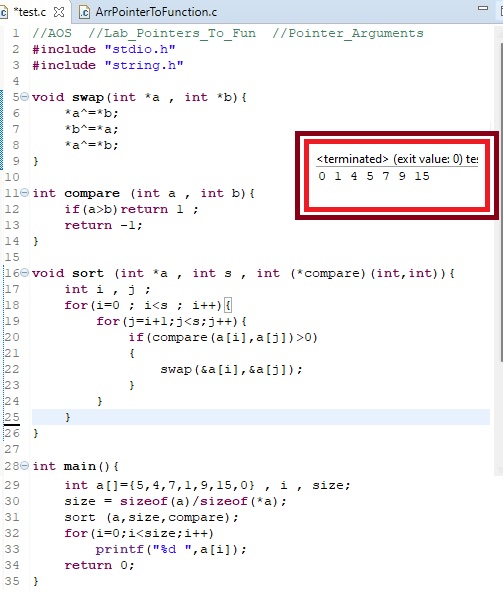 *test.c ArrPointerToFunction.c
1 //AOS //Lab_Pointers_To_Fun //Pointer_Arguments
2 #include "stdio.h"
3 #include "string.h"
4
5 void swap(int *a , int *b){
6 *a^=*b;
7 *b^=*a;
8 *a^=*b;
9 }
10
11 int compare (int a , int b){
12 if(a>b)return 1 ;
13 return -1;
14 }
15
16 void sort (int *a , int s , int (*compare)(int,int)){
17 int i , j ;
18 for(i=0 ; i<s ; i++){
19 for(j=i+1;j<s;j++){
20 if(compare(a[i],a[j])>0)
21 {
22 swap(&a[i],&a[j]);
23 }
24 }
25 }
26 }
27
28 int main(){
29 int a[]={5,4,7,1,9,15,0} , i , size;
30 size = sizeof(a)/sizeof(*a);
31 sort (a,size,compare);
32 for(i=0;i<size;i++)
33 printf("%d ",a[i]);
34 return 0;
35 }
<terminated> (exit value: 0) tes
0 1 4 5 7 9 15